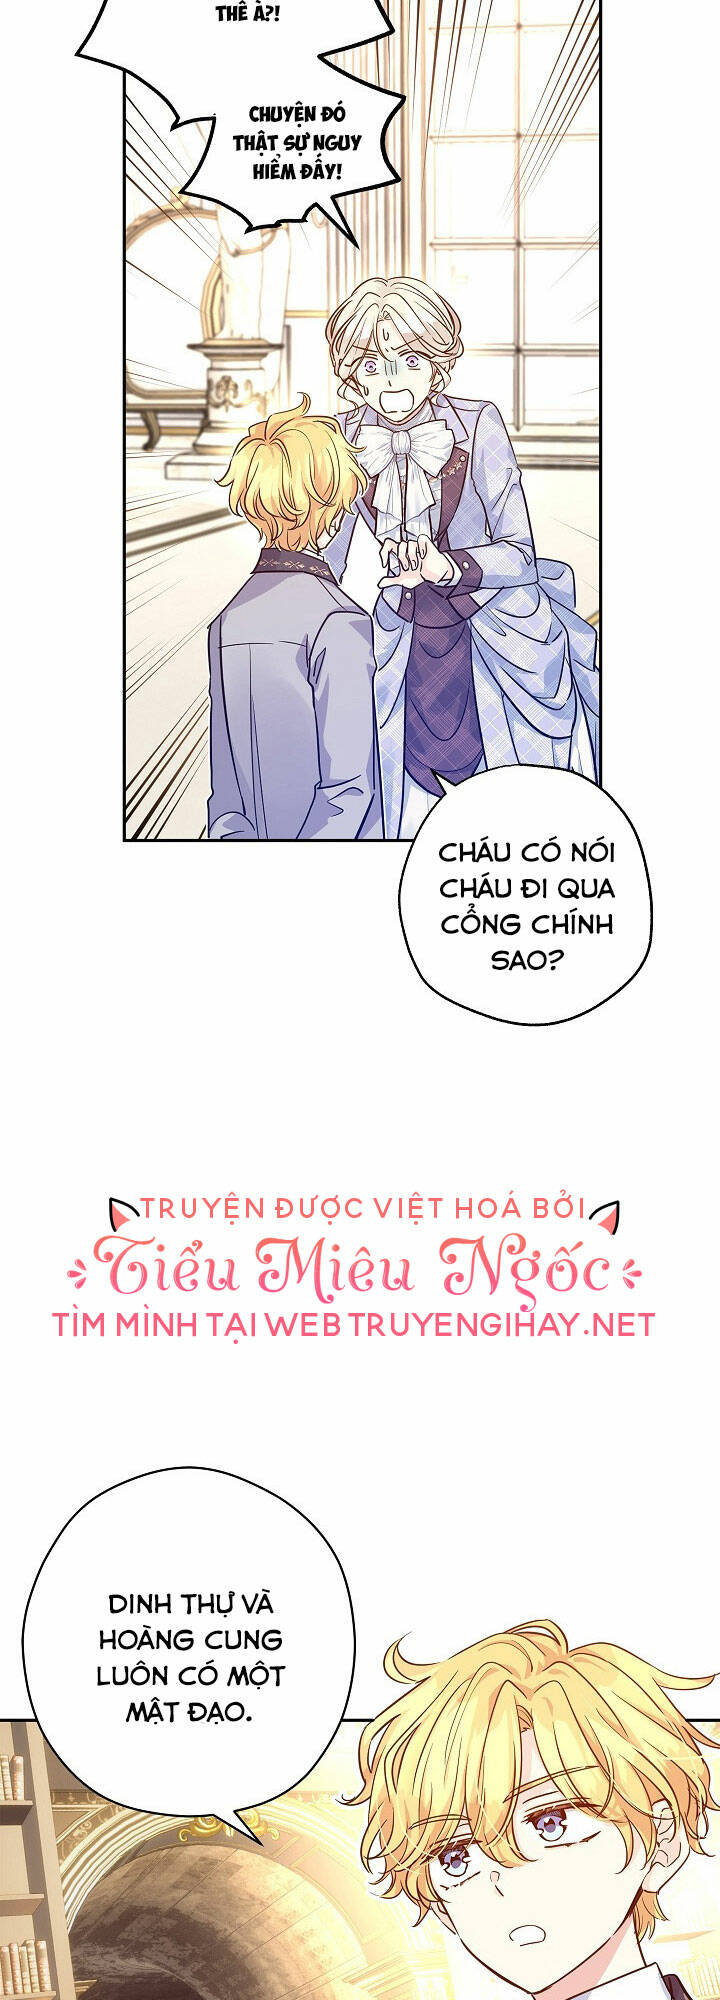 THẾ À?!
CHUYỆN ĐÓ
THẬT SỰ NGUY
HIỂM ĐẤY!
CHÁU CÓ NÓI
CHÁU ĐI QUA
CỔNG CHÍNH
SAO?
TRUYỆN ĐƯỢC VIỆT HOÁ BỞI
Tiểu Miêu Ngốc
TÌM MÌNH TẠI WEB TRUYENGIHAY.NET
DINH THỰ VÀ
HOÀNG CUNG
LUÔN CÓ MỘT
MẬT ĐẠO.